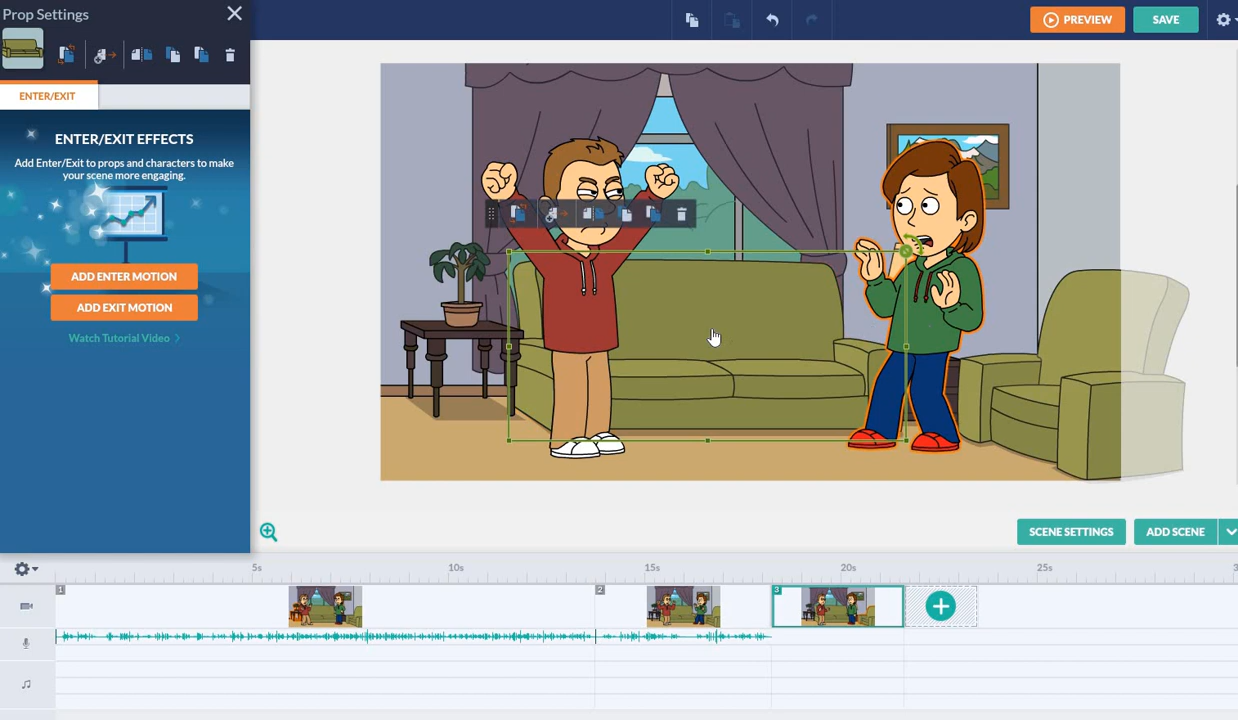 Prop Settings
PREVIEW
SAVE
ENTER/EXIT
ENTER/EXIT EFFECTS
Add Enter/Exit to props and characters to make
your scene more engaging.
ADD ENTER MOTION
ADD EXIT MOTION
Watch Tutorial Video
SCENE SETTINGS
ADD SCENE
5s
10s
15s
20s
25s
3
1
2
3